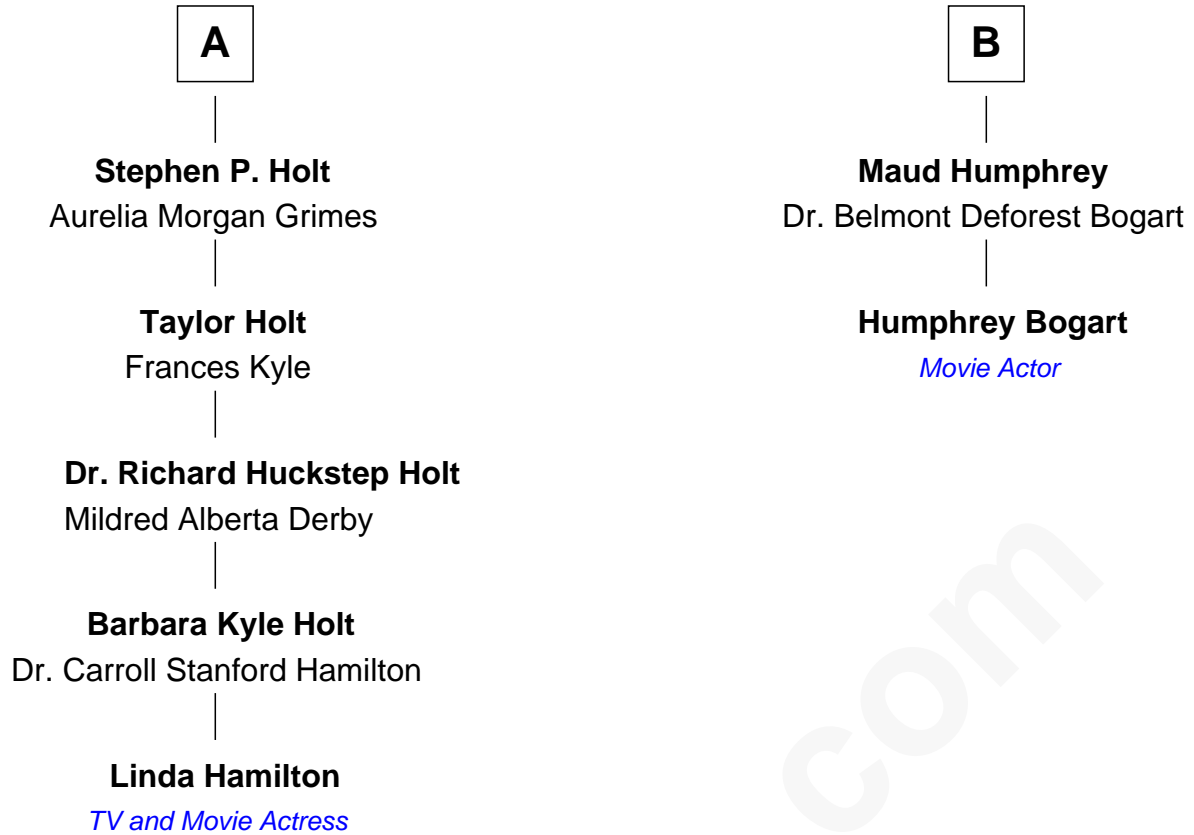 A
Stephen P. Holt
Aurelia Morgan Grimes
Taylor Holt
Frances Kyle
Dr. Richard Huckstep Holt
Mildred Alberta Derby
Barbara Kyle Holt
Dr. Carroll Stanford Hamilton
Linda Hamilton
TV and Movie Actress
B
Maud Humphrey
Dr. Belmont Deforest Bogart
Humphrey Bogart
Movie Actor
com